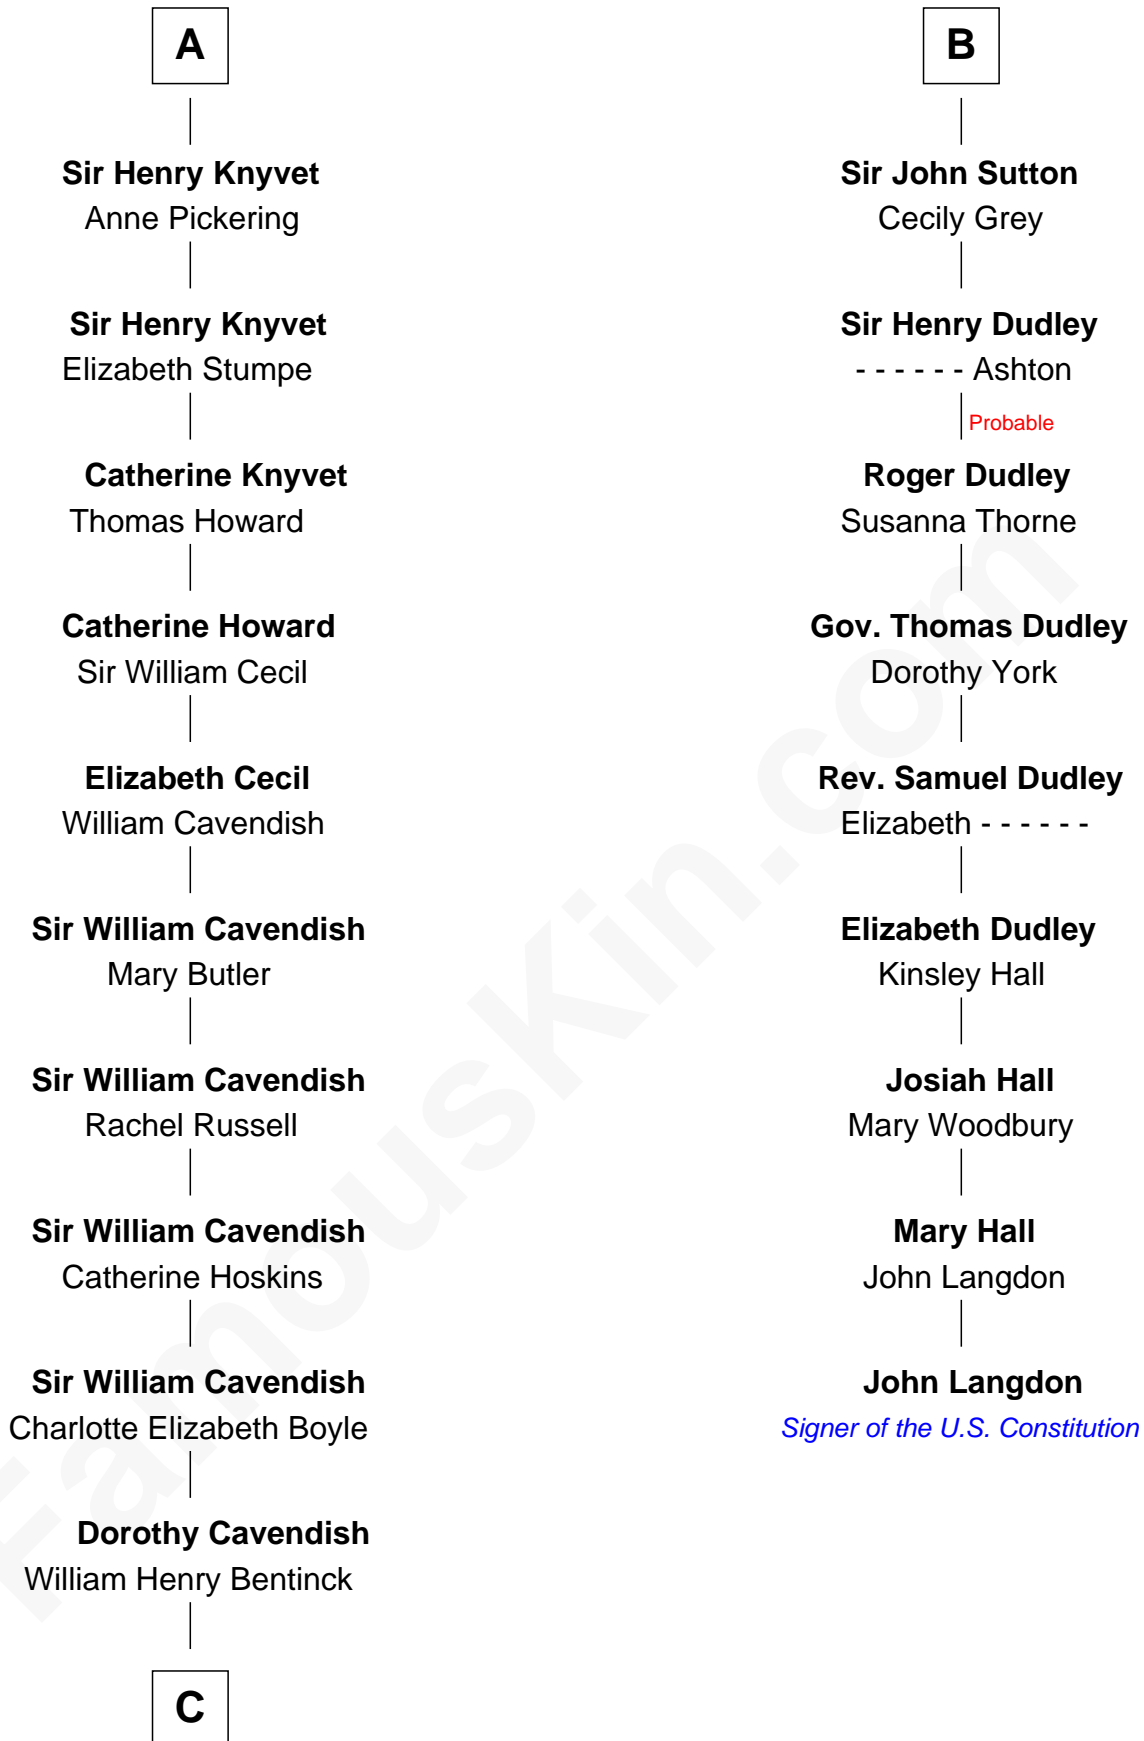 A
Sir Henry Knyvet
Anne Pickering
Sir Henry Knyvet
Elizabeth Stumpe
Catherine Knyvet
Thomas Howard
Catherine Howard
Sir William Cecil
Elizabeth Cecil
William Cavendish
Sir William Cavendish
Mary Butler
Sir William Cavendish
Rachel Russell
Sir William Cavendish
Catherine Hoskins
Sir William Cavendish
Charlotte Elizabeth Boyle
Dorothy Cavendish
William Henry Bentinck
C
B
Sir John Sutton
Cecily Grey
Sir Henry Dudley
- - - - - - Ashton
Probable
Roger Dudley
Susanna Thorne
Gov. Thomas Dudley
Dorothy York
Rev. Samuel Dudley
Elizabeth - - - - - -
Elizabeth Dudley
Kinsley Hall
Josiah Hall
Mary Woodbury
Mary Hall
John Langdon
John Langdon
Signer of the U.S. Constitution
FamousKin.com